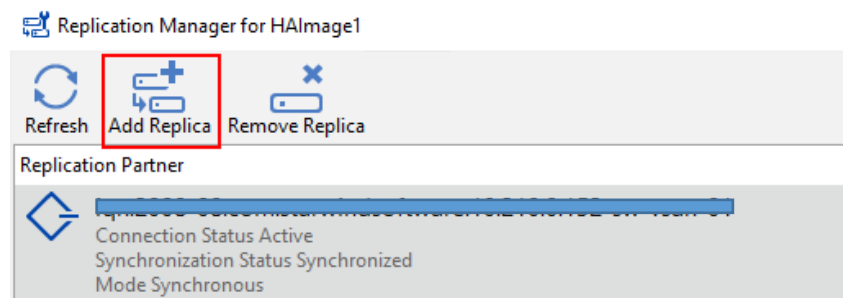 Replication Manager for HAImage1
Refresh Add Replica Remove Replica
Replication Partner
Connection Status Active
Synchronization Status Synchronized
Mode Synchronous